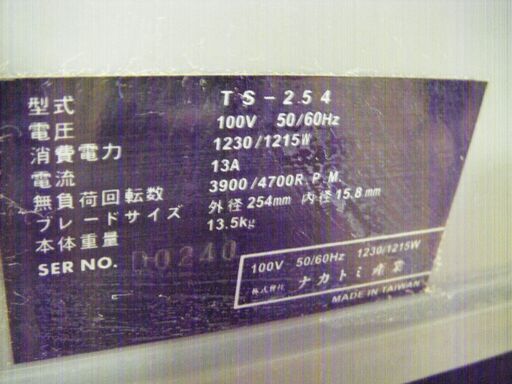 型式 TS-254
電圧 100V 50/60Hz
消費電力 1230/1215W
電流 13A
無負荷回転数 3900/4700R.P.M.
ブレードサイズ 外径254mm 内径15.8mm
本体重量 13.5kg
SER NO. 00240
100V 50/60Hz 1230/1215W
株式会社 ナカトミ産業
MADE IN TAIWAN